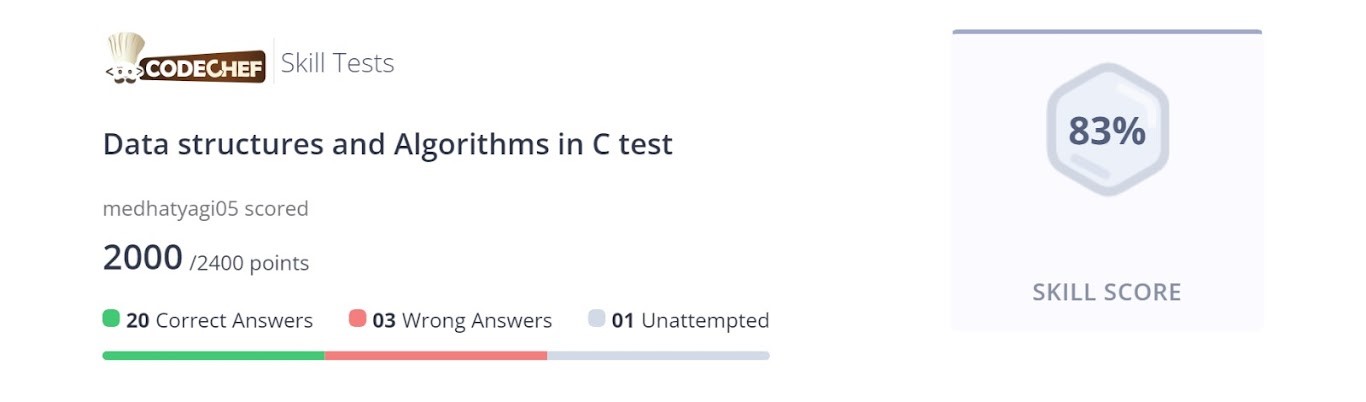 CODECHEF Skill Tests
Data structures and Algorithms in C test
medhatyagi05 scored
2000 /2400 points
20 Correct Answers 03 Wrong Answers 01 Unattempted
83%
SKILL SCORE